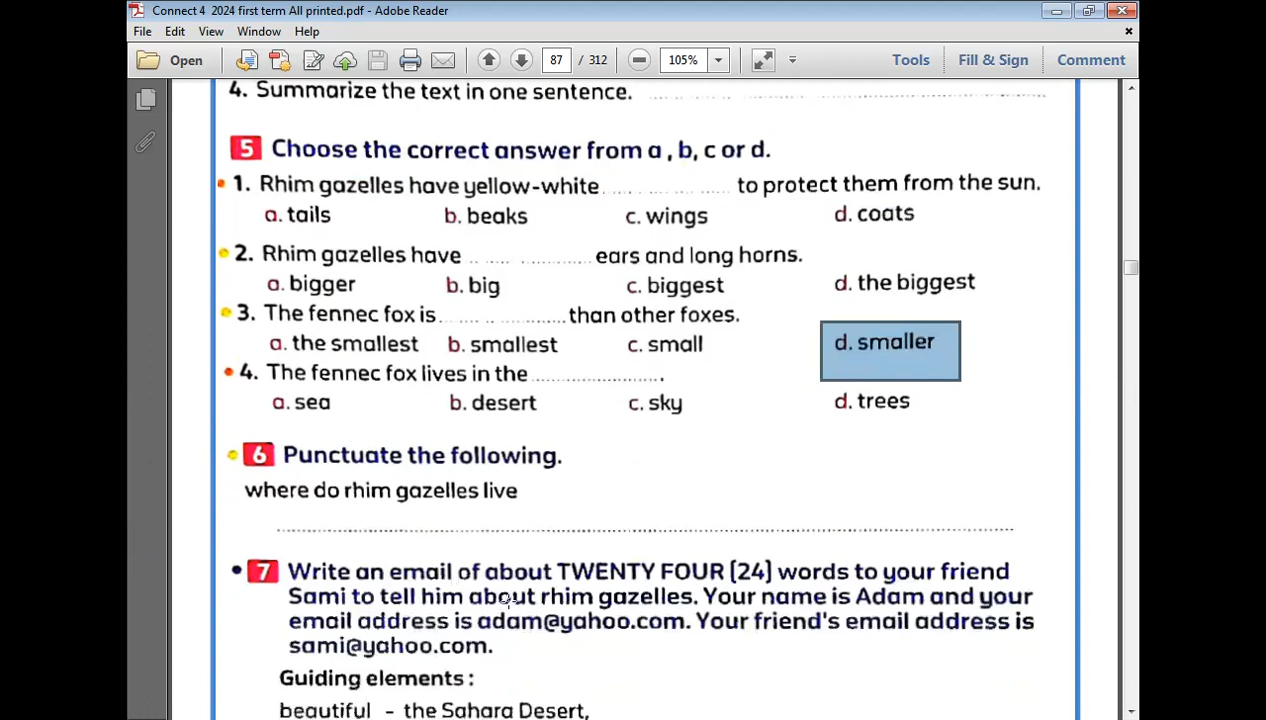 Connect 4 2024 first term All printed.pdf - Adobe Reader
File Edit View Window Help
Open 87 / 312 105% Tools Fill & Sign Comment
4. Summarize the text in one sentence. ....................
5 Choose the correct answer from a , b, c or d.
1. Rhim gazelles have yellow-white .................... to protect them from the sun.
a. tails b. beaks c. wings d. coats
2. Rhim gazelles have .................... ears and long horns.
a. bigger b. big c. biggest d. the biggest
3. The fennec fox is .................... than other foxes.
a. the smallest b. smallest c. small d. smaller
4. The fennec fox lives in the .................... .
a. sea b. desert c. sky d. trees
6 Punctuate the following.
where do rhim gazelles live
....................
7 Write an email of about TWENTY FOUR (24) words to your friend
Sami to tell him about rhim gazelles. Your name is Adam and your
email address is adam@yahoo.com. Your friend's email address is
sami@yahoo.com.
Guiding elements :
beautiful - the Sahara Desert,